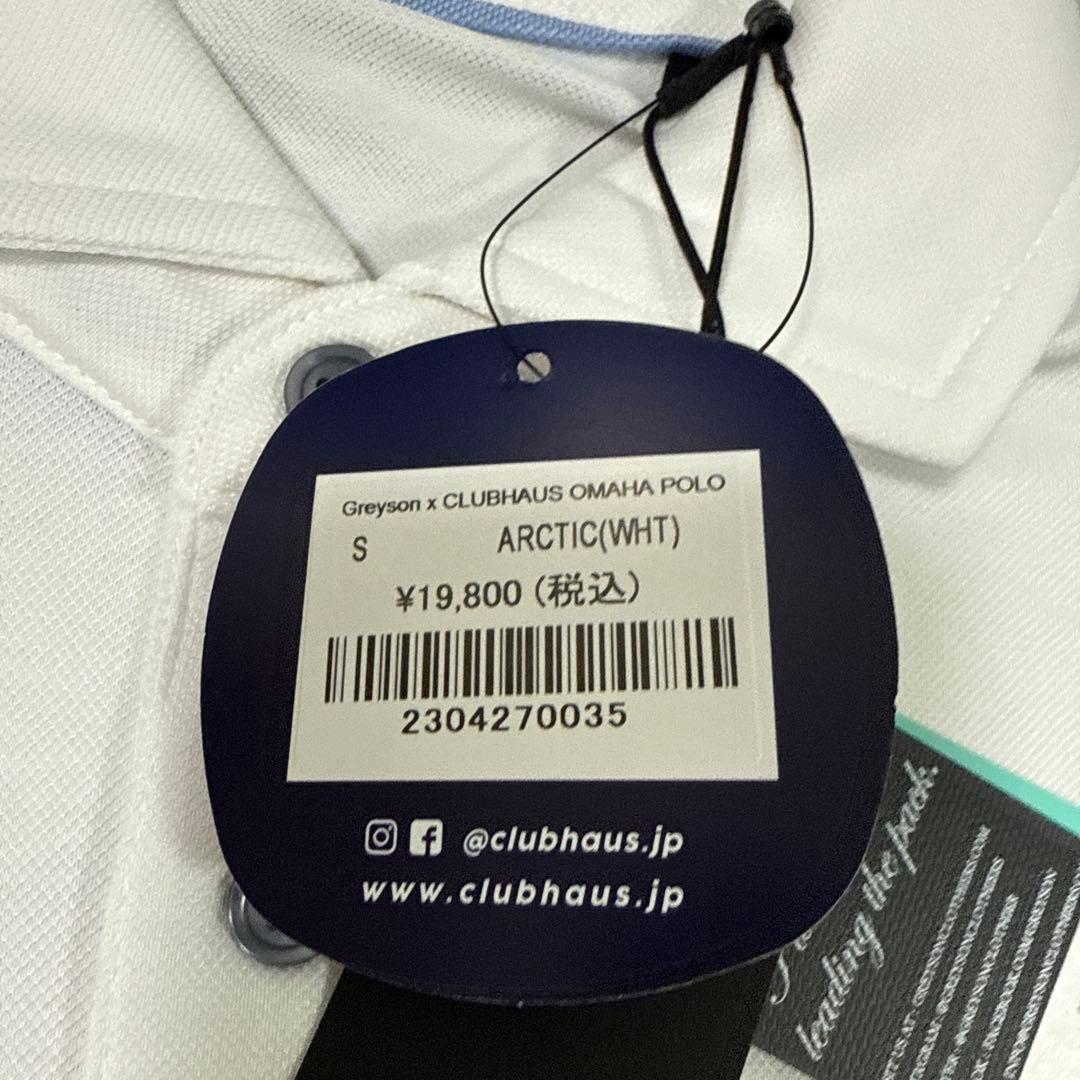 Greyson x CLUBHAUS OMAHA POLO
S ARCTIC(WHT)
¥19,800(税込)
2304270035
@clubhaus.jp
www.clubhaus.jp
leading the pack.